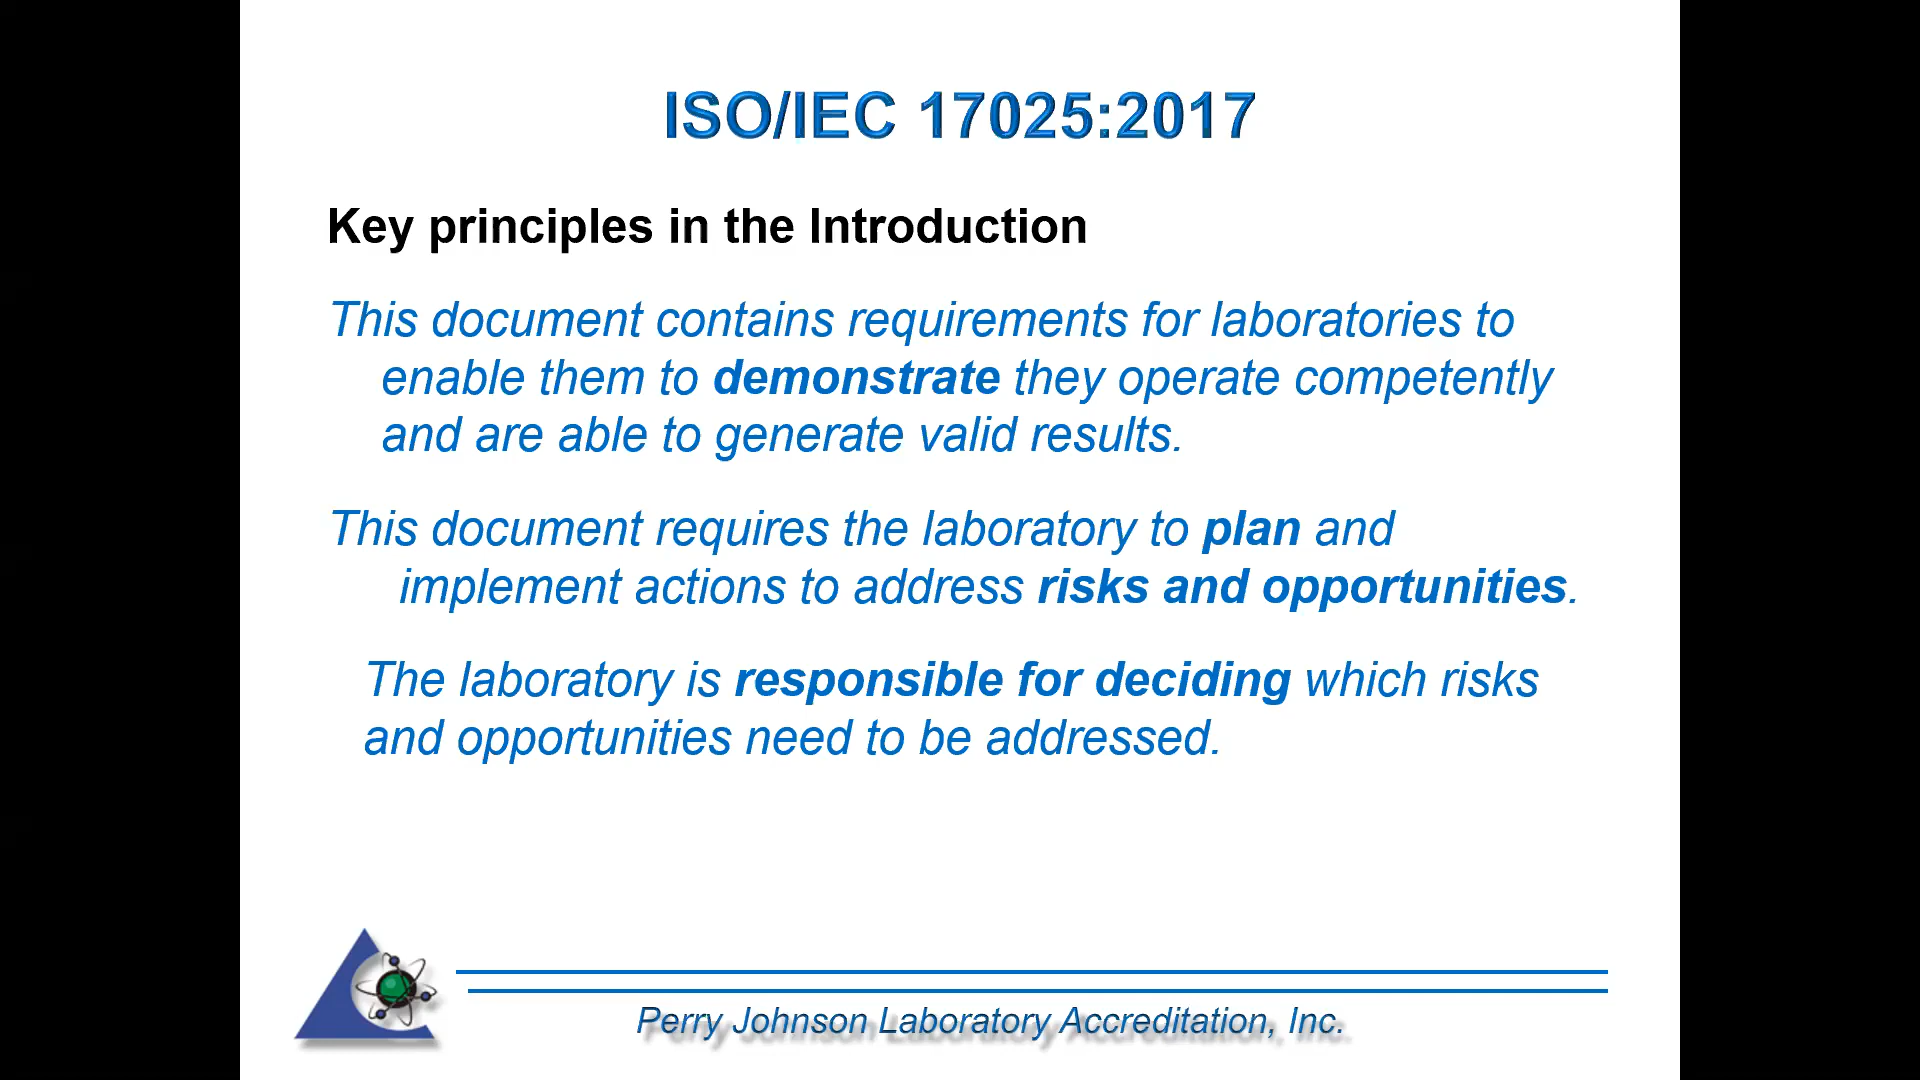 ISO/IEC 17025:2017
Key principles in the Introduction
This document contains requirements for laboratories to
enable them to demonstrate they operate competently
and are able to generate valid results.
This document requires the laboratory to plan and
implement actions to address risks and opportunities.
The laboratory is responsible for deciding which risks
and opportunities need to be addressed.
Perry Johnson Laboratory Accreditation, Inc.